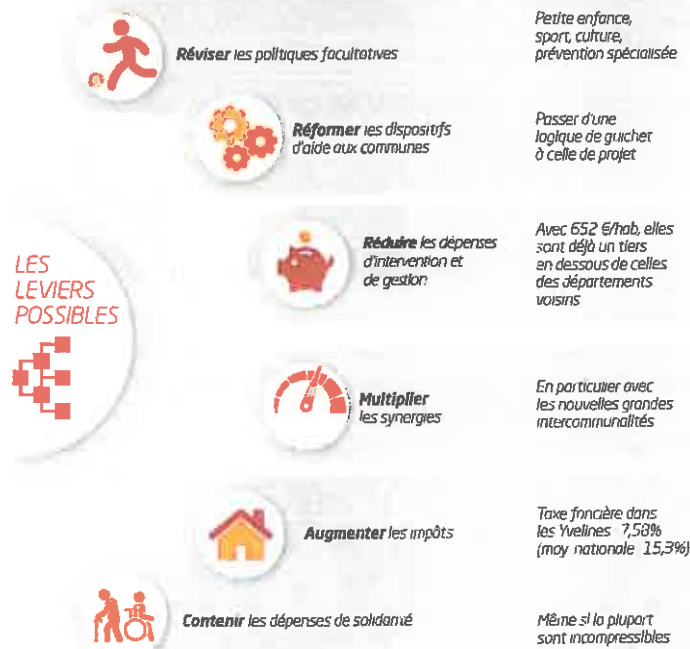 LES
LEVIERS
POSSIBLES
Réviser les politiques facultatives
Petite enfance,
sport, culture,
prévention spécialisée
Réformer les dispositifs
d'aide aux communes
Passer d'une
logique de guichet
à celle de projet
Réduire les dépenses
d'intervention et
de gestion
Avec 652 €/hab, elles
sont déjà un tiers
en dessous de celles
des départements
voisins
Multiplier
les synergies
En particulier avec
les nouvelles grandes
intercommunalités
Augmenter les impôts
Taxe foncière dans
les Yvelines 7,58%
(moy nationale 15,3%)
Contenir les dépenses de solidarité
Même si la plupart
sont incompressibles